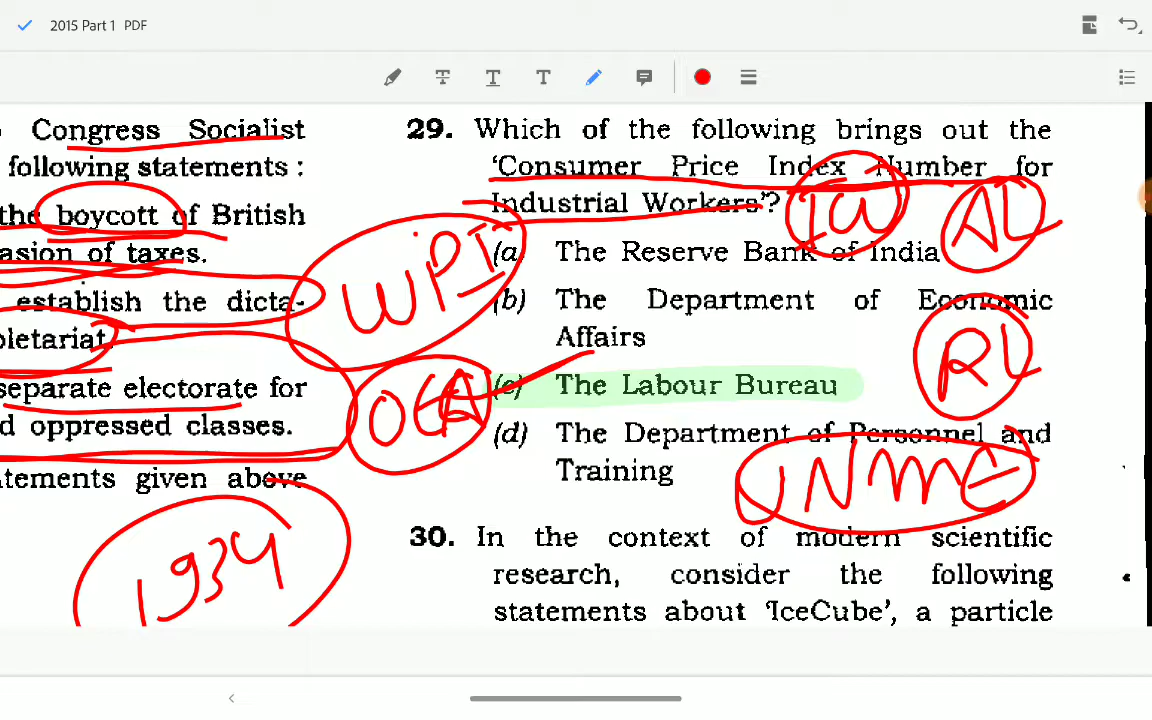 2015 Part 1 PDF
Congress Socialist
following statements :
the boycott of British
asion of taxes.
establish the dicta-
oletariat.
separate electorate for
d oppressed classes.
atements given above
1934
WPI
OEA
29. Which of the following brings out the
'Consumer Price Index Number for
Industrial Workers'?
IW
AL
(a) The Reserve Bank of India
(b) The Department of Economic
Affairs
RL
(c) The Labour Bureau
(d) The Department of Personnel and
Training
UNME
30. In the context of modern scientific
research, consider the following
statements about 'IceCube', a particle